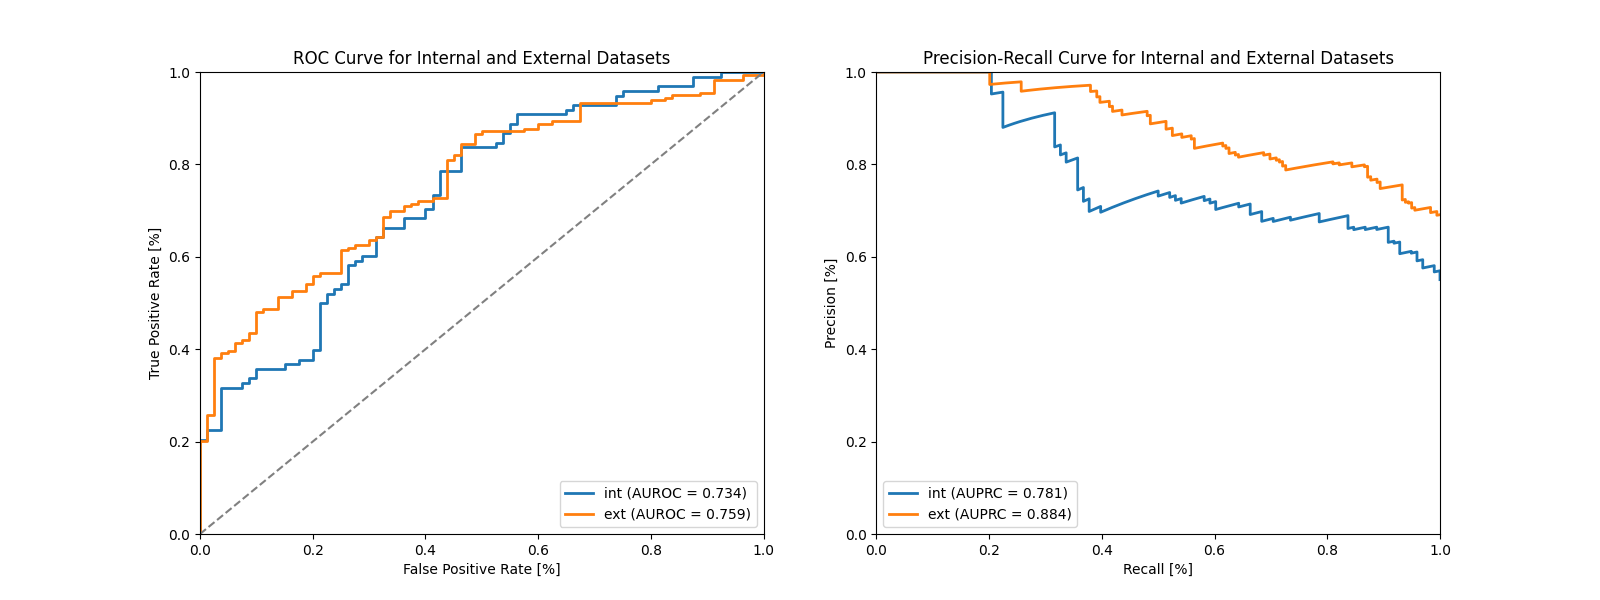 ROC Curve for Internal and External Datasets
True Positive Rate [%]
1.0
0.8
0.6
0.4
0.2
0.0
int (AUROC = 0.734)
ext (AUROC = 0.759)
0.0 0.2 0.4 0.6 0.8 1.0
False Positive Rate [%]
Precision-Recall Curve for Internal and External Datasets
Precision [%]
1.0
0.8
0.6
0.4
0.2
0.0
int (AUPRC = 0.781)
ext (AUPRC = 0.884)
0.0 0.2 0.4 0.6 0.8 1.0
Recall [%]